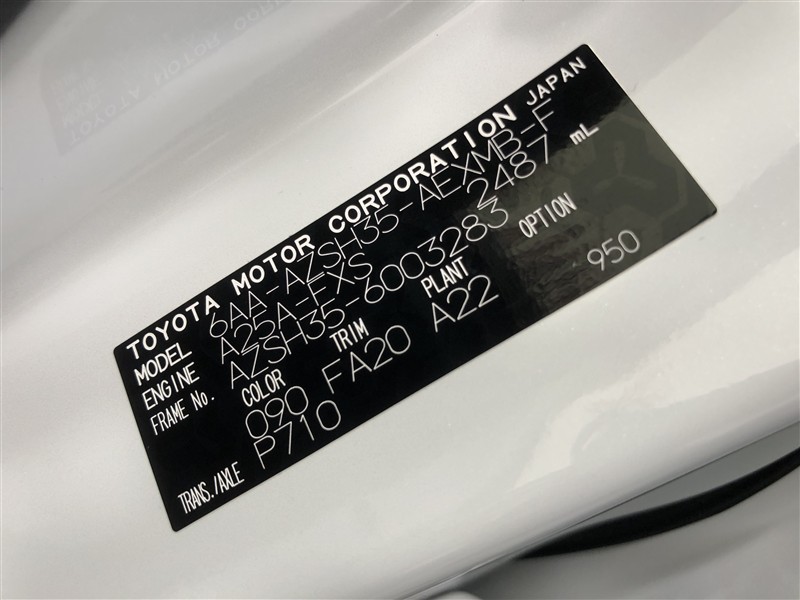 TOYOTA MOTOR CORPORATION JAPAN
MODEL 6AA-AZSH35-AEXMB-F
ENGINE A25A-FXS 2487 mL
FRAME No. AZSH35-6003283
COLOR TRIM PLANT OPTION
090 FA20 A22 950
TRANS./AXLE P710